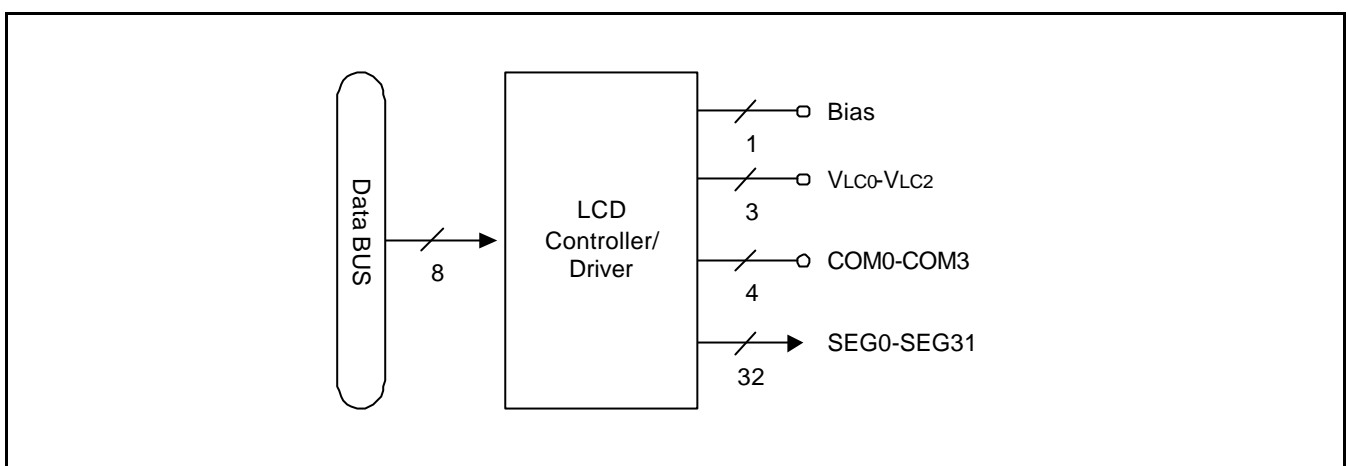 Data BUS
8
LCD
Controller/
Driver
Bias
1
VLC0-VLC2
3
COM0-COM3
4
SEG0-SEG31
32